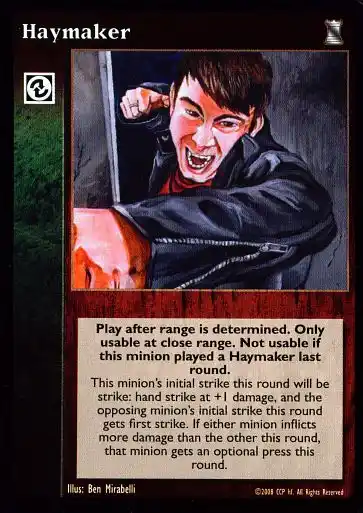 Haymaker
Play after range is determined. Only
usable at close range. Not usable if
this minion played a Haymaker last
round.
This minion's initial strike this round will be
strike: hand strike at +1 damage, and the
opposing minion's initial strike this round
gets first strike. If either minion inflicts
more damage than the other this round,
that minion gets an optional press this
round.
Illus: Ben Mirabelli
©2008 CCP hf. All Rights Reserved